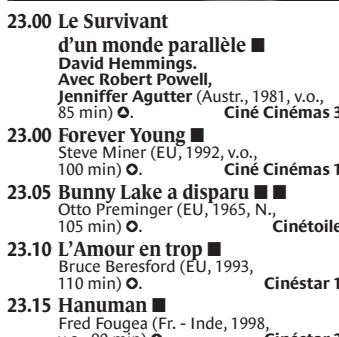 23.00 Le Survivant
d'un monde parallèle ■
David Hemmings.
Avec Robert Powell,
Jenniffer Agutter (Austr., 1981, v.o.,
85 min) ✪. Ciné Cinémas 3
23.00 Forever Young ■
Steve Miner (EU, 1992, v.o.,
100 min) ✪. Ciné Cinémas 1
23.05 Bunny Lake a disparu ■ ■
Otto Preminger (EU, 1965, N.,
105 min) ✪. Cinétoile
23.10 L'Amour en trop ■
Bruce Beresford (EU, 1993,
110 min) ✪. Cinéstar 1
23.15 Hanuman ■
Fred Fougea (Fr. - Inde, 1998,